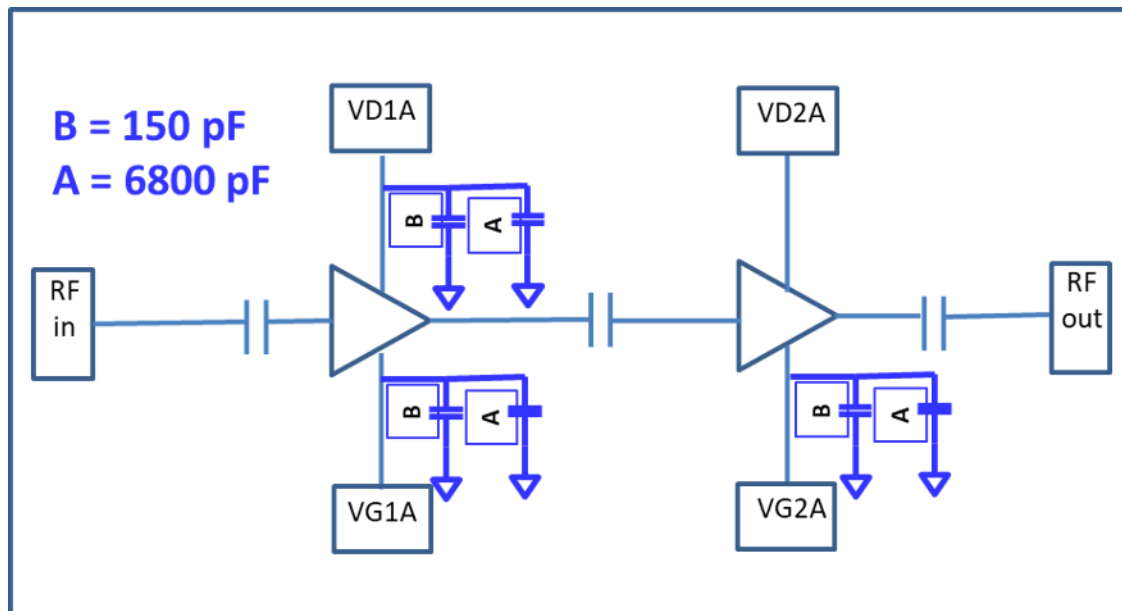 VD1A
VD2A
B = 150 pF
A = 6800 pF
B
A
RF
in
RF
out
B
A
B
A
VG1A
VG2A